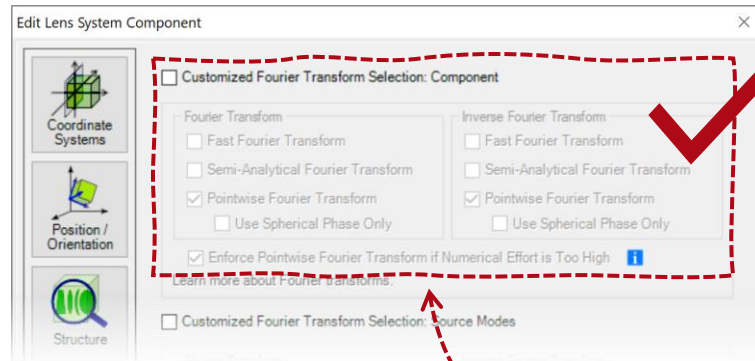 Edit Lens System Component
Coordinate
Systems
Position /
Orientation
Structure
Customized Fourier Transform Selection: Component
Fourier Transform
Fast Fourier Transform
Semi-Analytical Fourier Transform
Pointwise Fourier Transform
Use Spherical Phase Only
Inverse Fourier Transform
Fast Fourier Transform
Semi-Analytical Fourier Transform
Pointwise Fourier Transform
Use Spherical Phase Only
Enforce Pointwise Fourier Transform if Numerical Effort is Too High
Learn more about Fourier transforms.
Customized Fourier Transform Selection: Source Modes